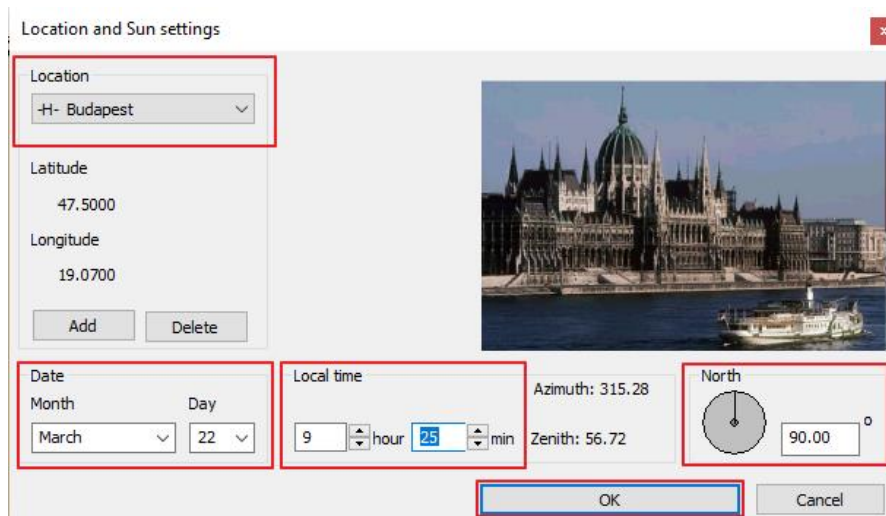 Location and Sun settings
Location
-H- Budapest
Latitude
47.5000
Longitude
19.0700
Add Delete
Date
Month Day
March 22
Local time
9 hour 25 min
Azimuth: 315.28
Zenith: 56.72
North
90.00 °
OK Cancel